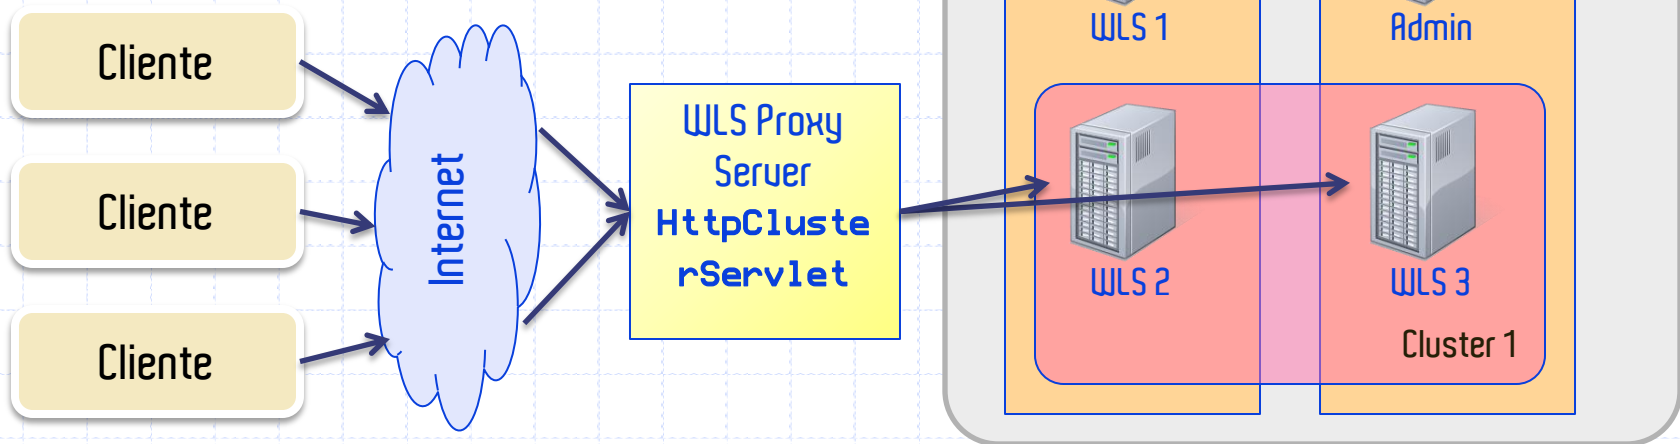 Cliente
Cliente
Cliente
Internet
WLS Proxy
Server
HttpCluste
rServlet
WLS 1
Admin
WLS 2
WLS 3
Cluster 1